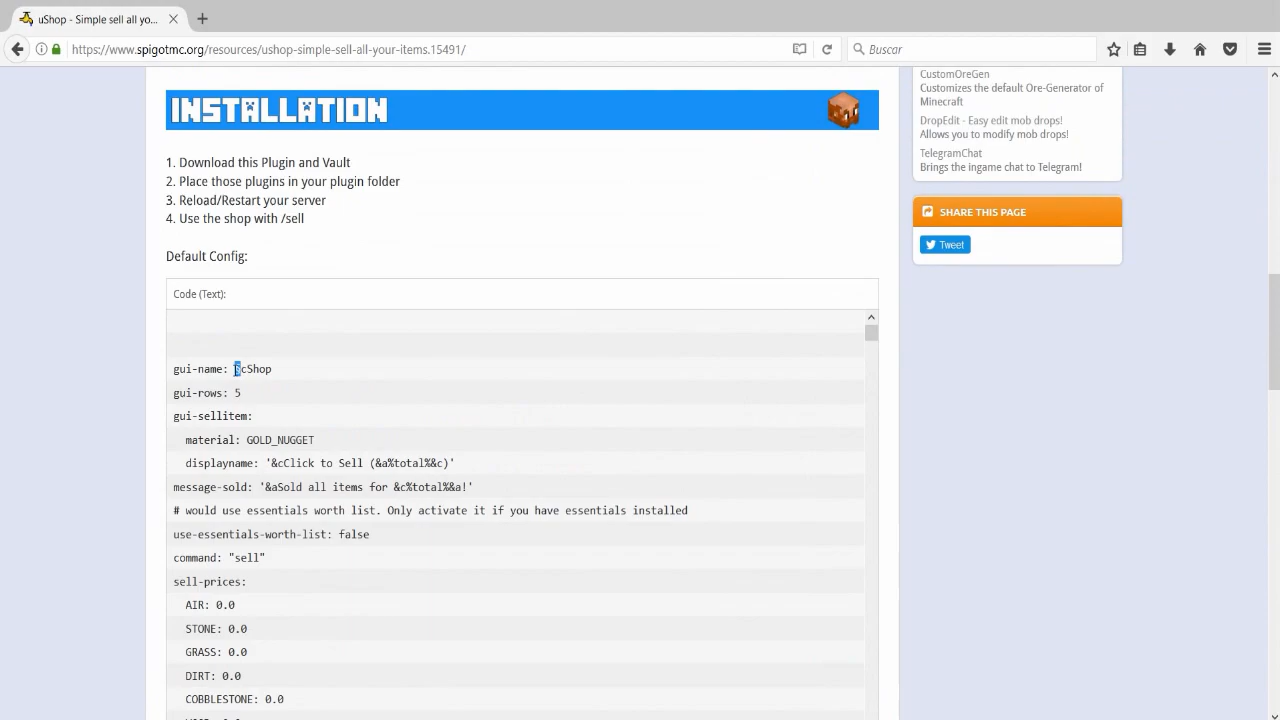 uShop - Simple sell all yo...
https://www.spigotmc.org/resources/ushop-simple-sell-all-your-items.15491/
Buscar
INSTALLATION
1. Download this Plugin and Vault
2. Place those plugins in your plugin folder
3. Reload/Restart your server
4. Use the shop with /sell
Default Config:
Code (Text):
gui-name: &cShop
gui-rows: 5
gui-sellitem:
material: GOLD_NUGGET
displayname: '&cClick to Sell (&a%total%&c)'
message-sold: '&aSold all items for &c%total%&a!'
# would use essentials worth list. Only activate it if you have essentials installed
use-essentials-worth-list: false
command: "sell"
sell-prices:
AIR: 0.0
STONE: 0.0
GRASS: 0.0
DIRT: 0.0
COBBLESTONE: 0.0
CustomOreGen
Customizes the default Ore-Generator of
Minecraft
DropEdit - Easy edit mob drops!
Allows you to modify mob drops!
TelegramChat
Brings the ingame chat to Telegram!
SHARE THIS PAGE
Tweet